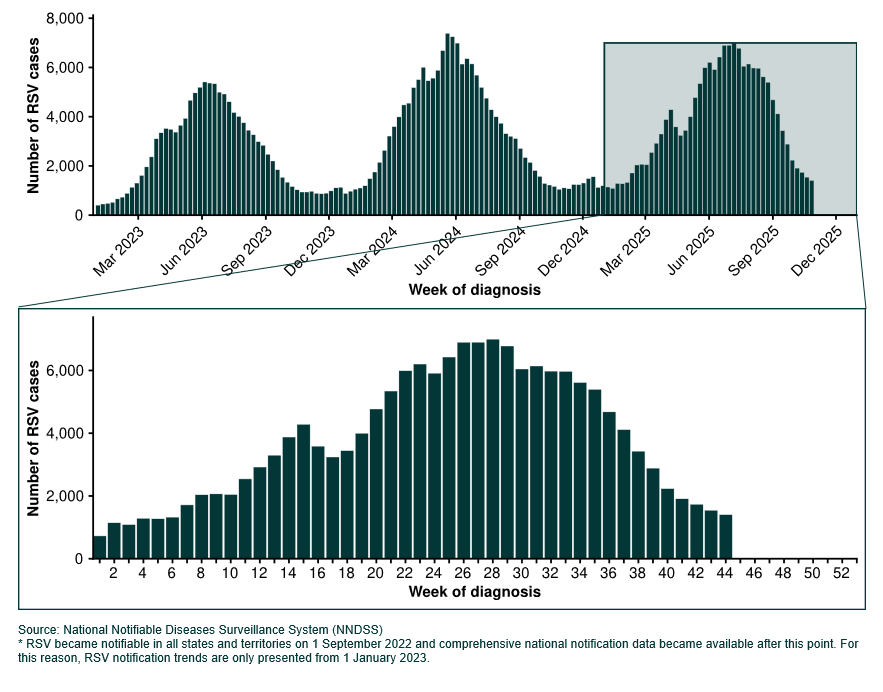 8,000
6,000
4,000
2,000
0
Number of RSV cases
Mar 2023
Jun 2023
Sep 2023
Dec 2023
Mar 2024
Jun 2024
Sep 2024
Dec 2024
Mar 2025
Jun 2025
Sep 2025
Dec 2025
Week of diagnosis
6,000
4,000
2,000
0
Number of RSV cases
2 4 6 8 10 12 14 16 18 20 22 24 26 28 30 32 34 36 38 40 42 44 46 48 50 52
Week of diagnosis
Source: National Notifiable Diseases Surveillance System (NNDSS)
* RSV became notifiable in all states and territories on 1 September 2022 and comprehensive national notification data became available after this point. For
this reason, RSV notification trends are only presented from 1 January 2023.